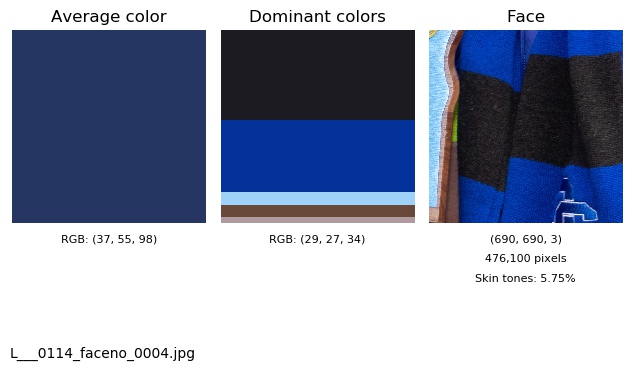 Average color
Dominant colors
Face
RGB: (37, 55, 98)
RGB: (29, 27, 34)
(690, 690, 3)
476,100 pixels
Skin tones: 5.75%
L___0114_faceno_0004.jpg